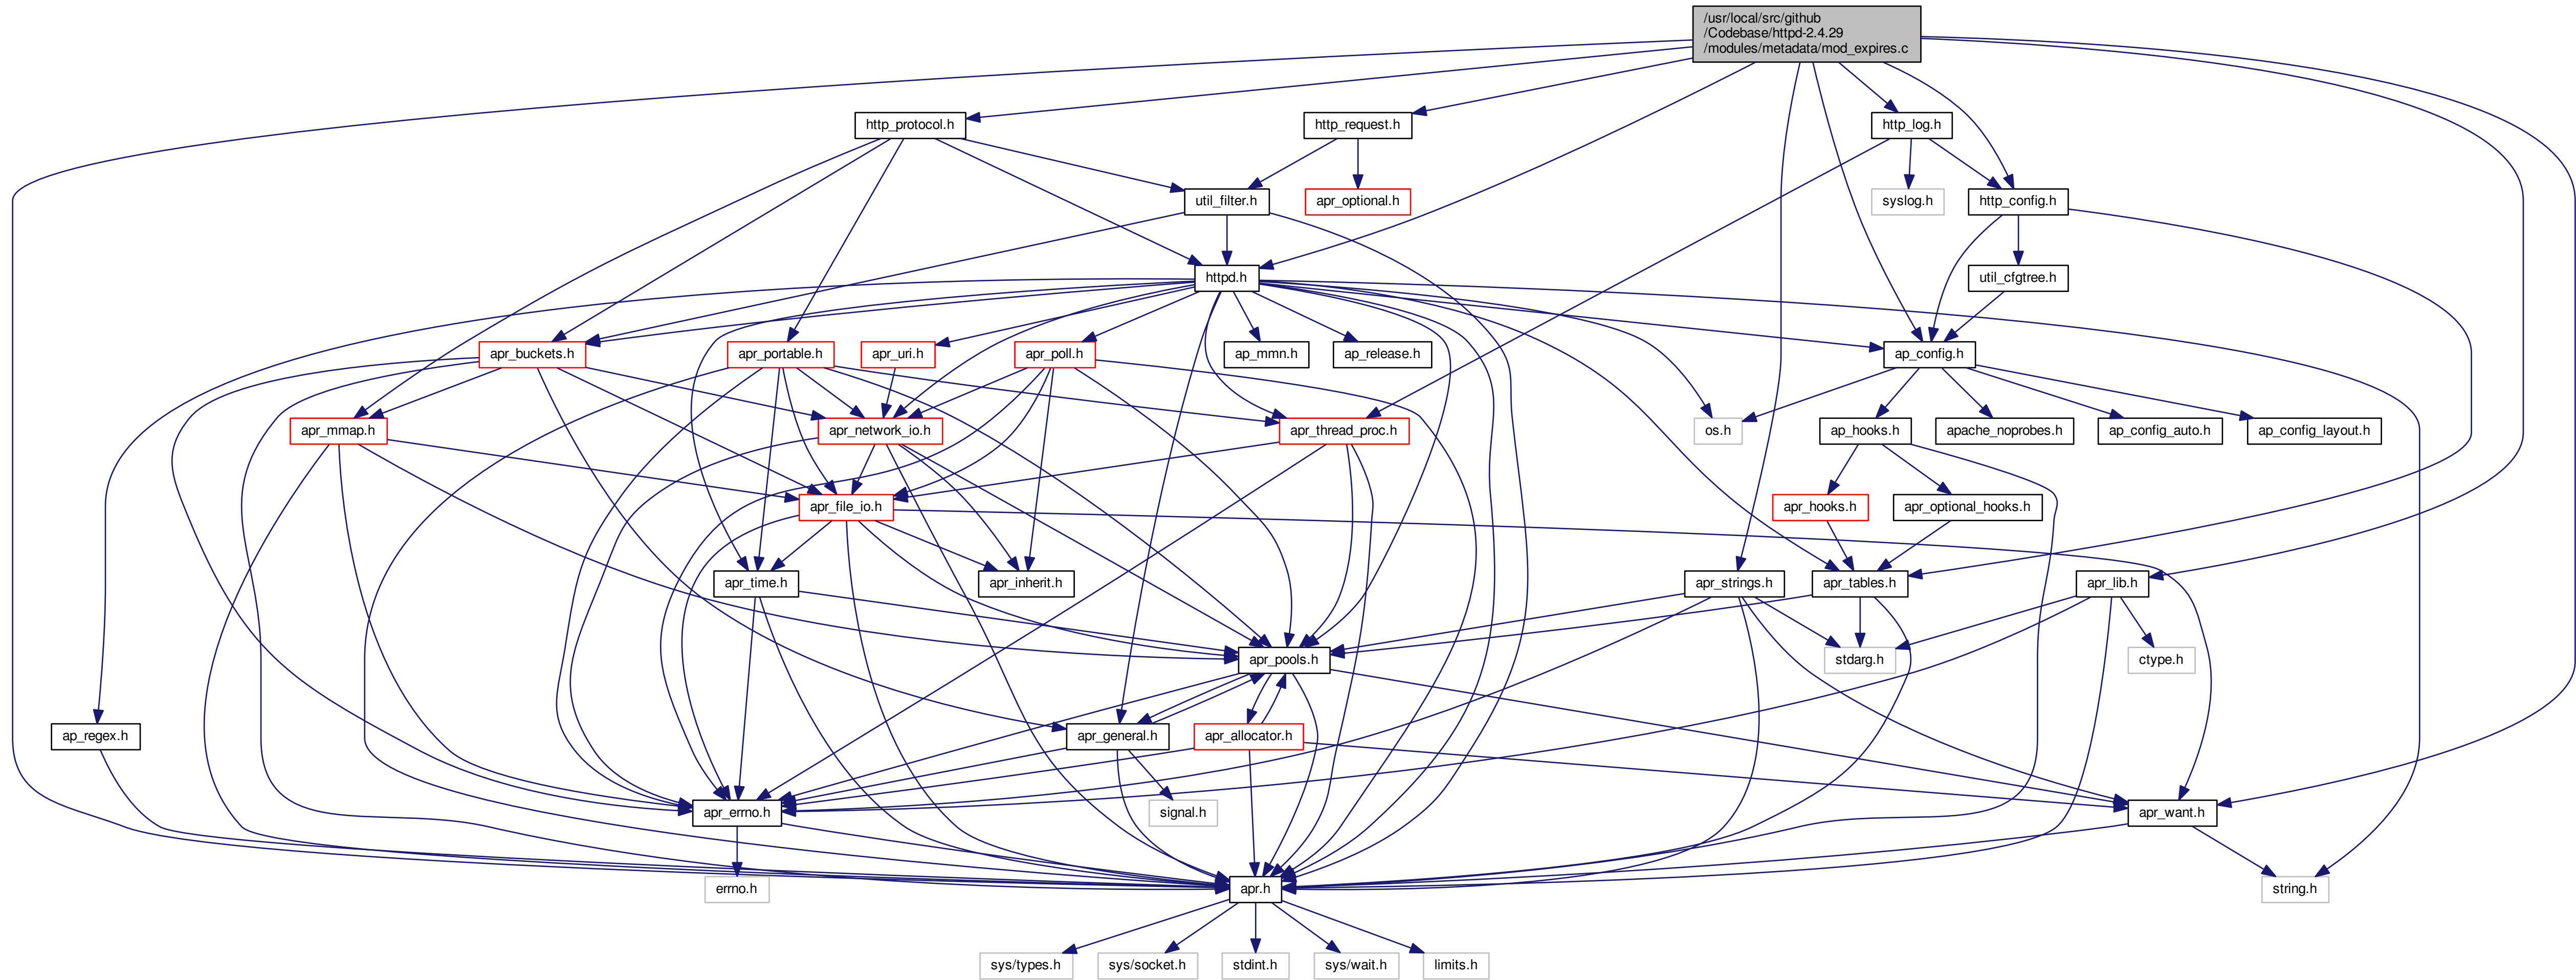 /usr/local/src/github
/Codebase/httpd-2.4.29
/modules/metadata/mod_expires.c
http_protocol.h
http_request.h
http_log.h
util_filter.h
apr_optional.h
syslog.h
http_config.h
httpd.h
util_cfgtree.h
apr_buckets.h
apr_portable.h
apr_uri.h
apr_poll.h
ap_mmn.h
ap_release.h
ap_config.h
apr_mmap.h
apr_network_io.h
apr_thread_proc.h
os.h
ap_hooks.h
apache_noprobes.h
ap_config_auto.h
ap_config_layout.h
apr_file_io.h
apr_hooks.h
apr_optional_hooks.h
apr_time.h
apr_inherit.h
apr_strings.h
apr_tables.h
apr_lib.h
apr_pools.h
stdarg.h
ctype.h
ap_regex.h
apr_general.h
apr_allocator.h
apr_errno.h
signal.h
apr_want.h
errno.h
apr.h
string.h
sys/types.h
sys/socket.h
stdint.h
sys/wait.h
limits.h